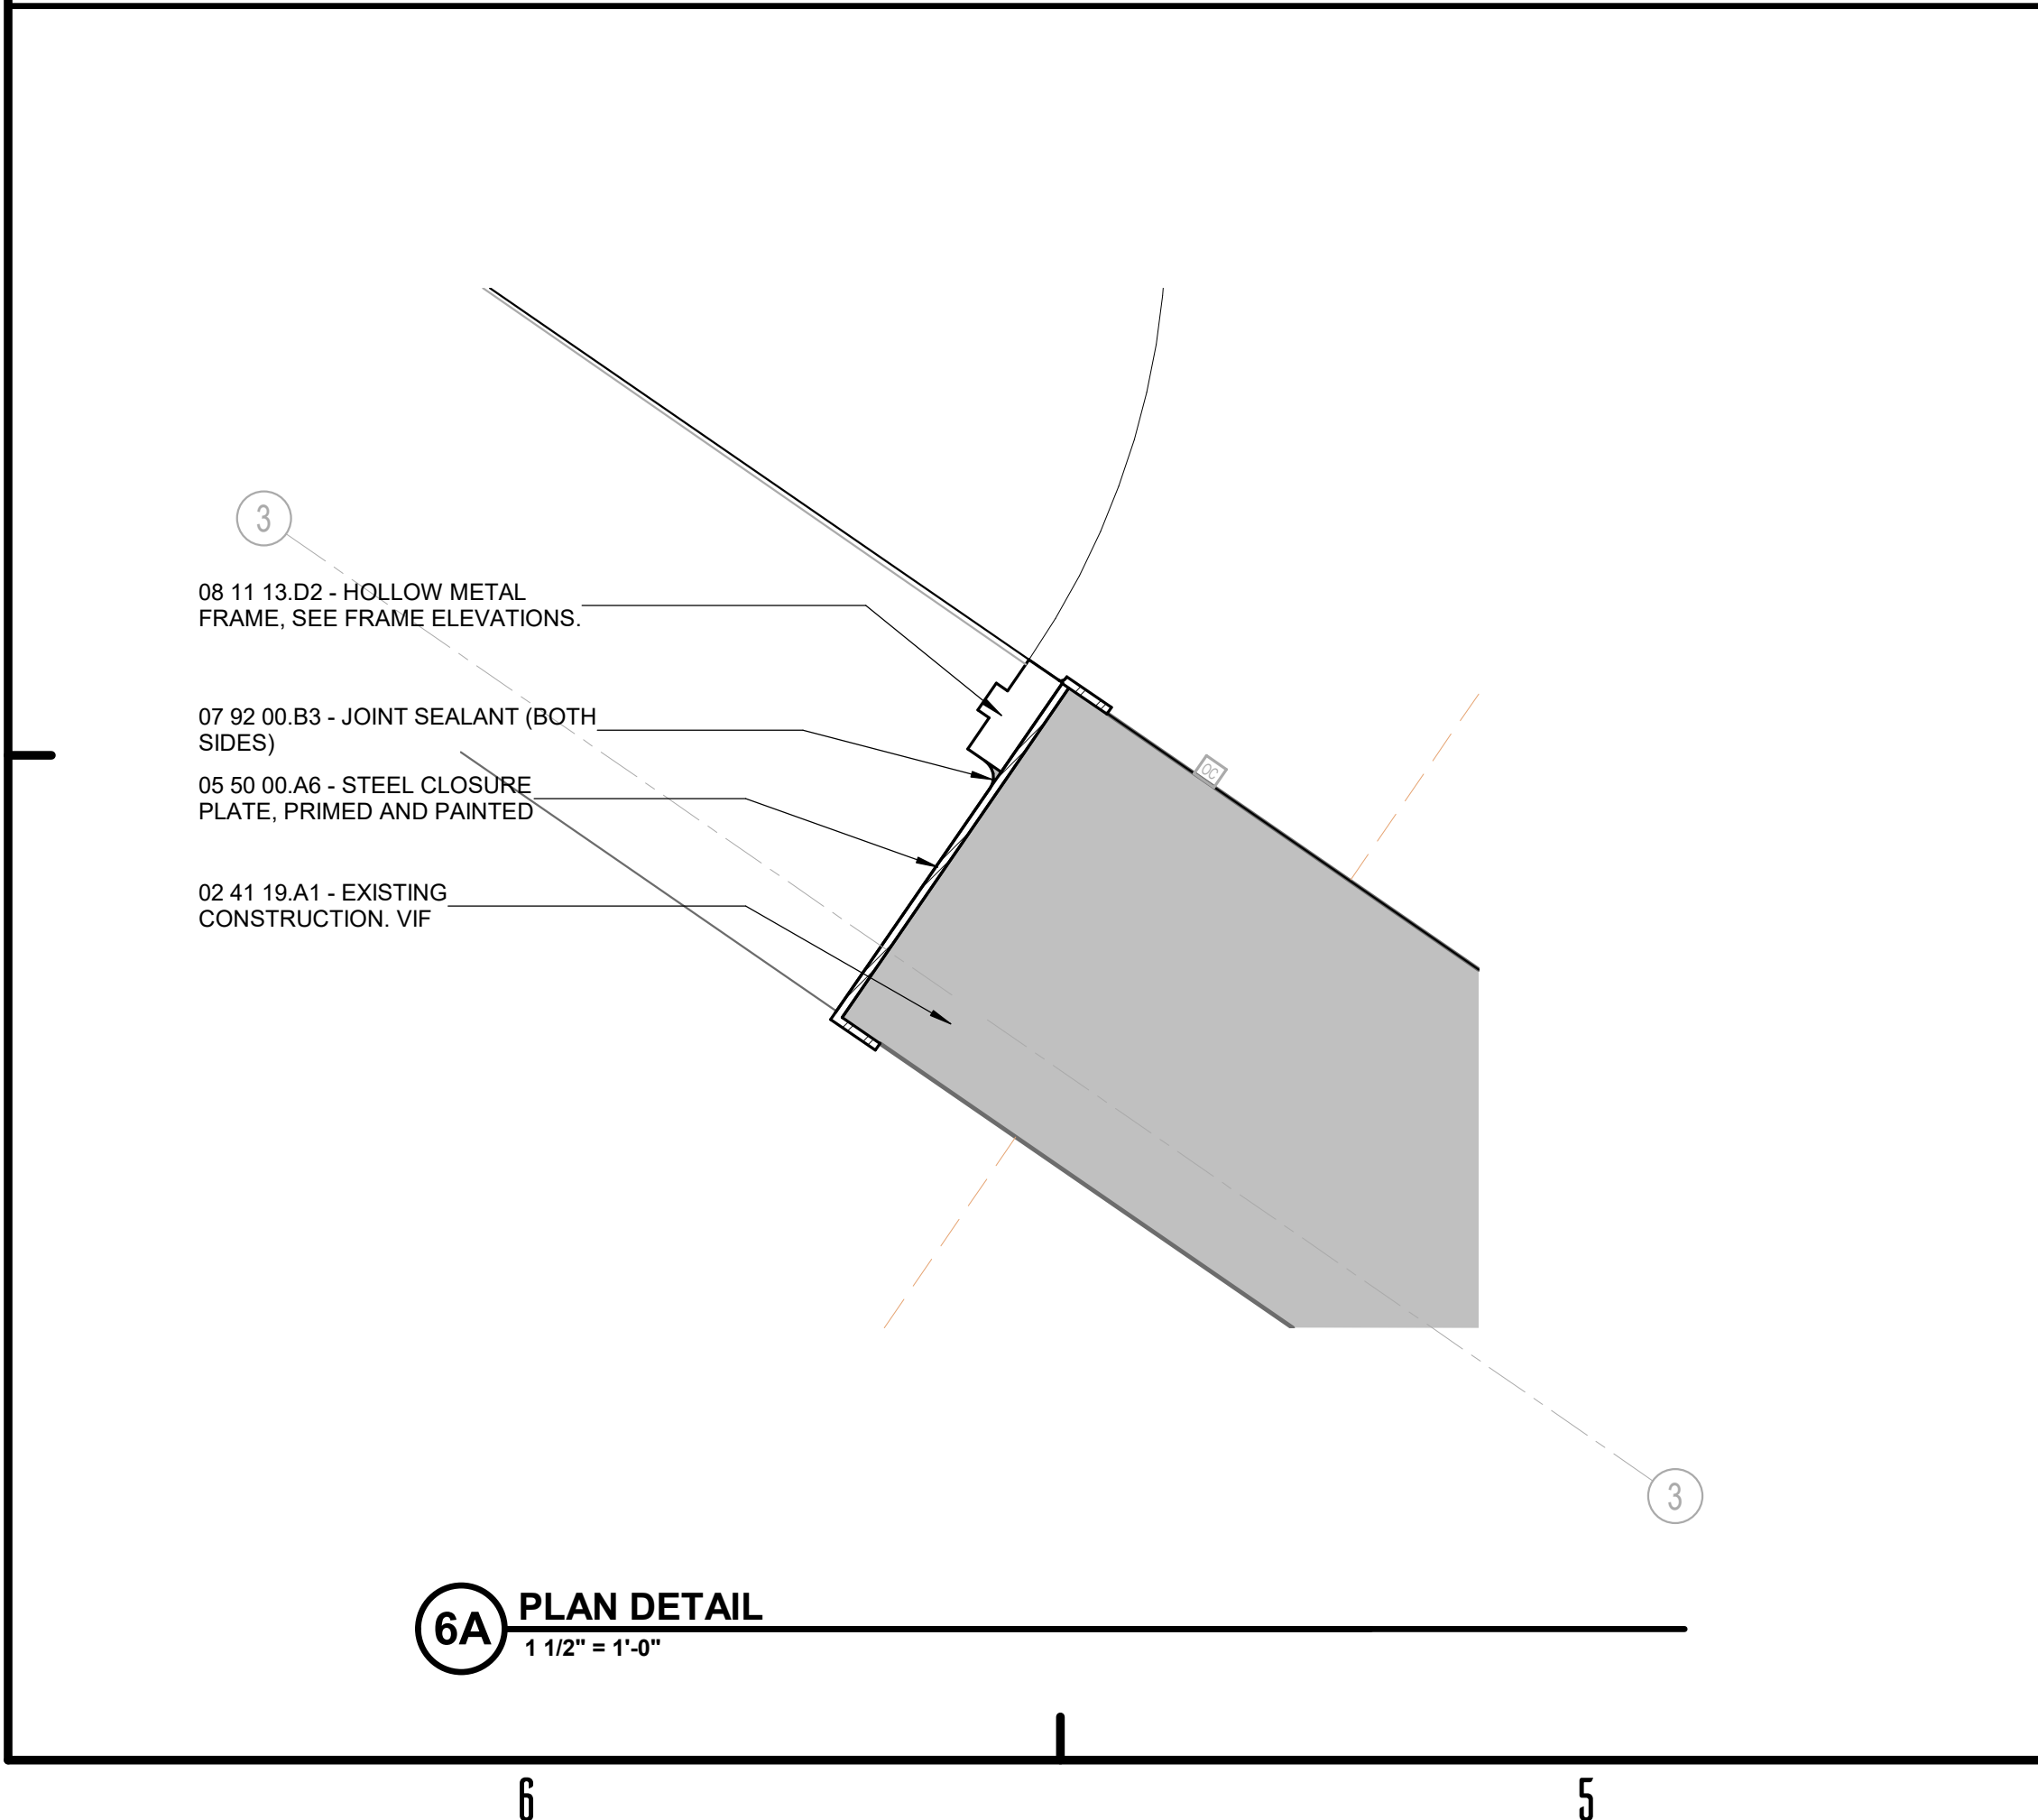 3
08 11 13.D2 - HOLLOW METAL
FRAME, SEE FRAME ELEVATIONS.
07 92 00.B3 - JOINT SEALANT (BOTH
SIDES)
OC
05 50 00.A6 - STEEL CLOSURE
PLATE, PRIMED AND PAINTED
02 41 19.A1 - EXISTING
CONSTRUCTION. VIF
3
6A
PLAN DETAIL
1 1/2" = 1'-0"
6
5